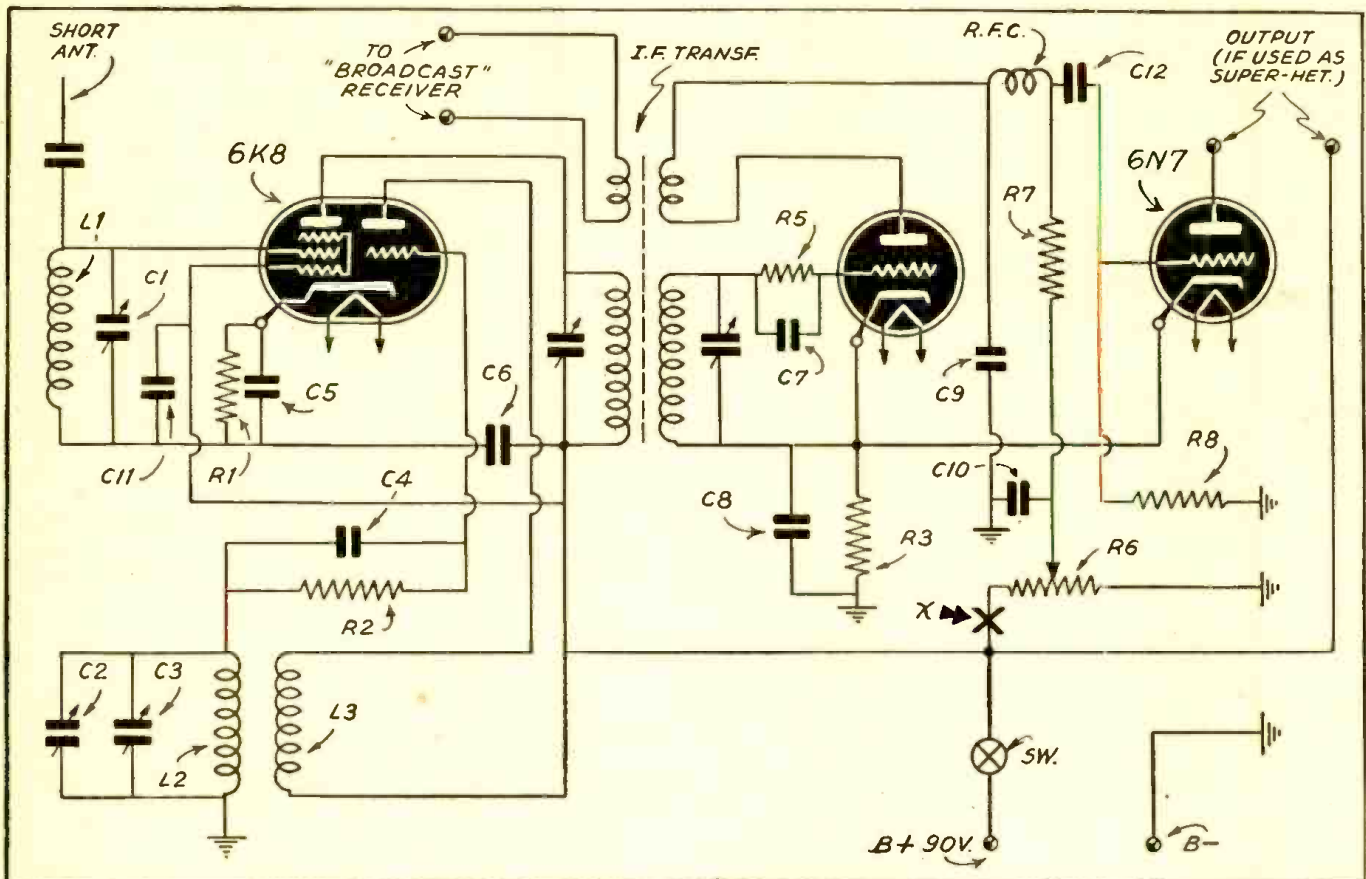 SHORT
ANT.
TO
"BROADCAST"
RECEIVER
I.F. TRANSF.
R.F.C.
C12
OUTPUT
(IF USED AS
SUPER-HET.)
6K8
6N7
L1
C1
R5
R7
C7
C9
C5
C6
C11
R1
C4
C8
C10
R8
R3
R6
R2
X
C2
C3
L3
L2
SW.
B+ 90V.
B-